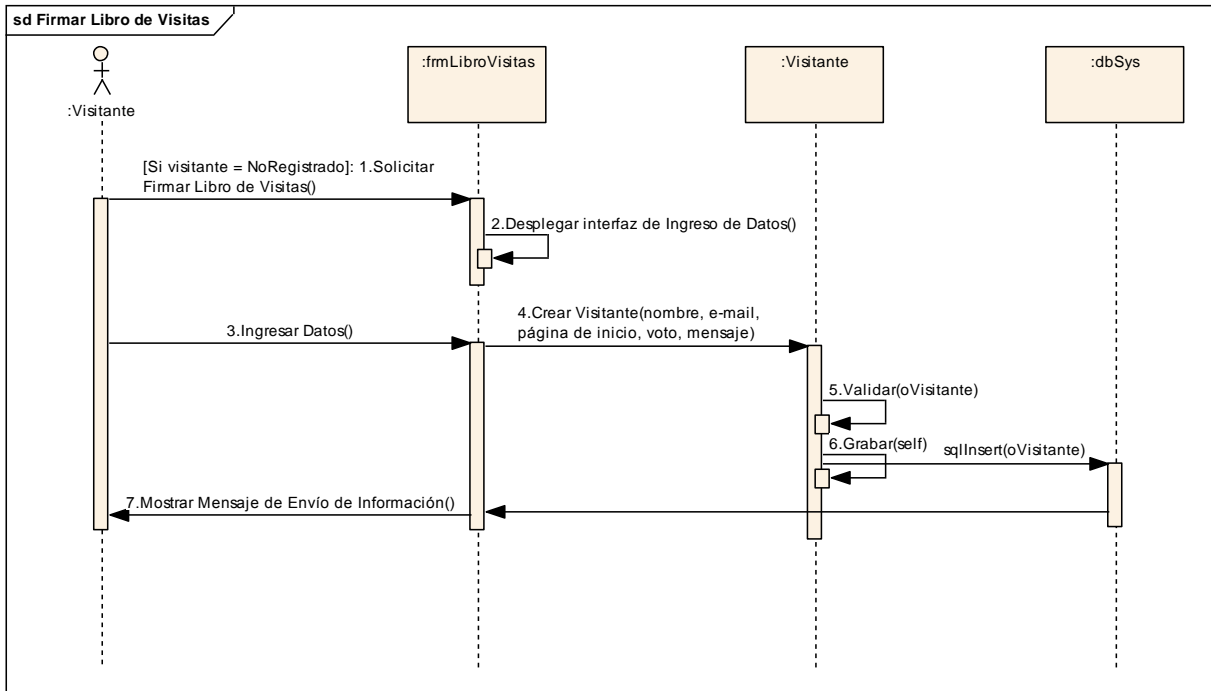 sd Firmar Libro de Visitas
:Visitante
:frmLibroVisitas
:Visitante
:dbSys
[Si visitante = NoRegistrado]: 1.Solicitar
Firmar Libro de Visitas()
2.Desplegar interfaz de Ingreso de Datos()
3.Ingresar Datos()
4.Crear Visitante(nombre, e-mail,
página de inicio, voto, mensaje)
5.Validar(oVisitante)
6.Grabar(self)
sqlInsert(oVisitante)
7.Mostrar Mensaje de Envío de Información()